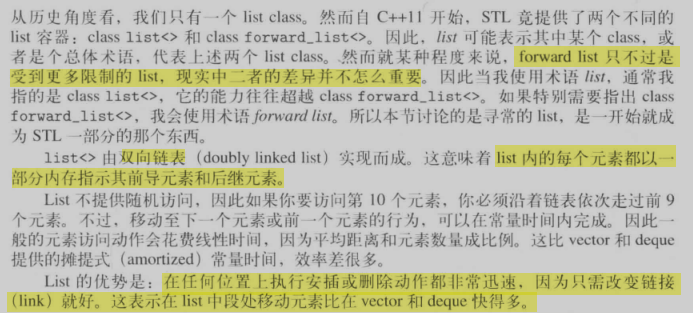 从历史角度看，我们只有一个 list class。然而自 C++11 开始，STL 竟提供了两个不同的
list 容器：class list<> 和 class forward_list<>。因此，list 可能表示其中某个 class，或
者是个总体术语，代表上述两个 list class。然而就某种程度来说，forward list 只不过是
受到更多限制的 list，现实中二者的差异并不怎么重要。因此当我使用术语 list，通常我
指的是 class list<>，它的能力往往超越 class forward_list<>。如果特别需要指出 class
forward_list<>，我会使用术语 forward list。所以本节讨论的是寻常的 list，是一开始就成
为 STL 一部分的那个东西。
list<> 由双向链表（doubly linked list）实现而成。这意味着 list 内的每个元素都以一
部分内存指示其前导元素和后继元素。
List 不提供随机访问，因此如果你要访问第 10 个元素，你必须沿着链表依次走过前 9
个元素。不过，移动至下一个元素或前一个元素的行为，可以在常量时间内完成。因此一
般的元素访问动作会花费线性时间，因为平均距离和元素数量成比例。这比 vector 和 deque
提供的摊提式（amortized）常量时间，效率差很多。
List 的优势是：在任何位置上执行安插或删除动作都非常迅速，因为只需改变链接
（link）就好。这表示在 list 中段处移动元素比在 vector 和 deque 快得多。